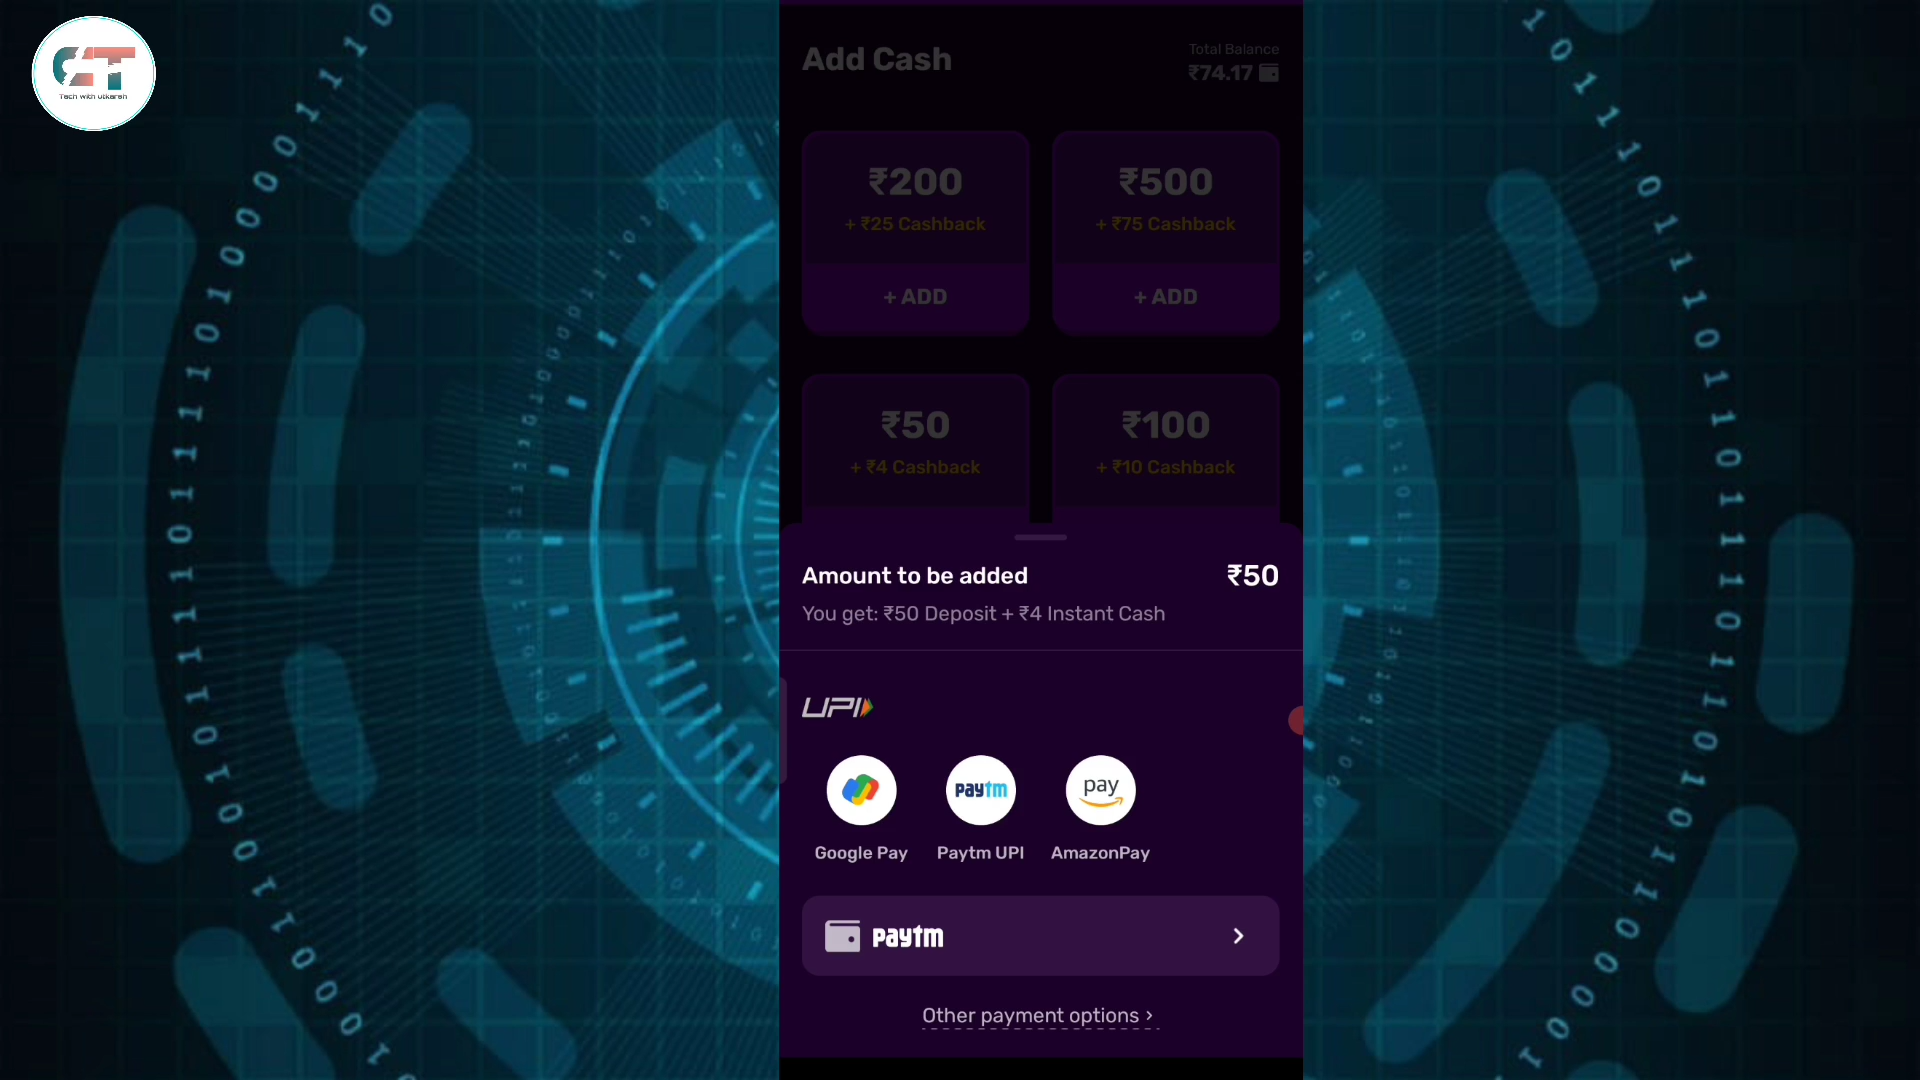 Tech with utkarsh
Add Cash
Total Balance
₹74.17
₹200
+ ₹25 Cashback
+ ADD
₹500
+ ₹75 Cashback
+ ADD
₹50
+ ₹4 Cashback
₹100
+ ₹10 Cashback
Amount to be added ₹50
You get: ₹50 Deposit + ₹4 Instant Cash
UPI
paytm
pay
Google Pay
Paytm UPI
AmazonPay
paytm
Other payment options ›